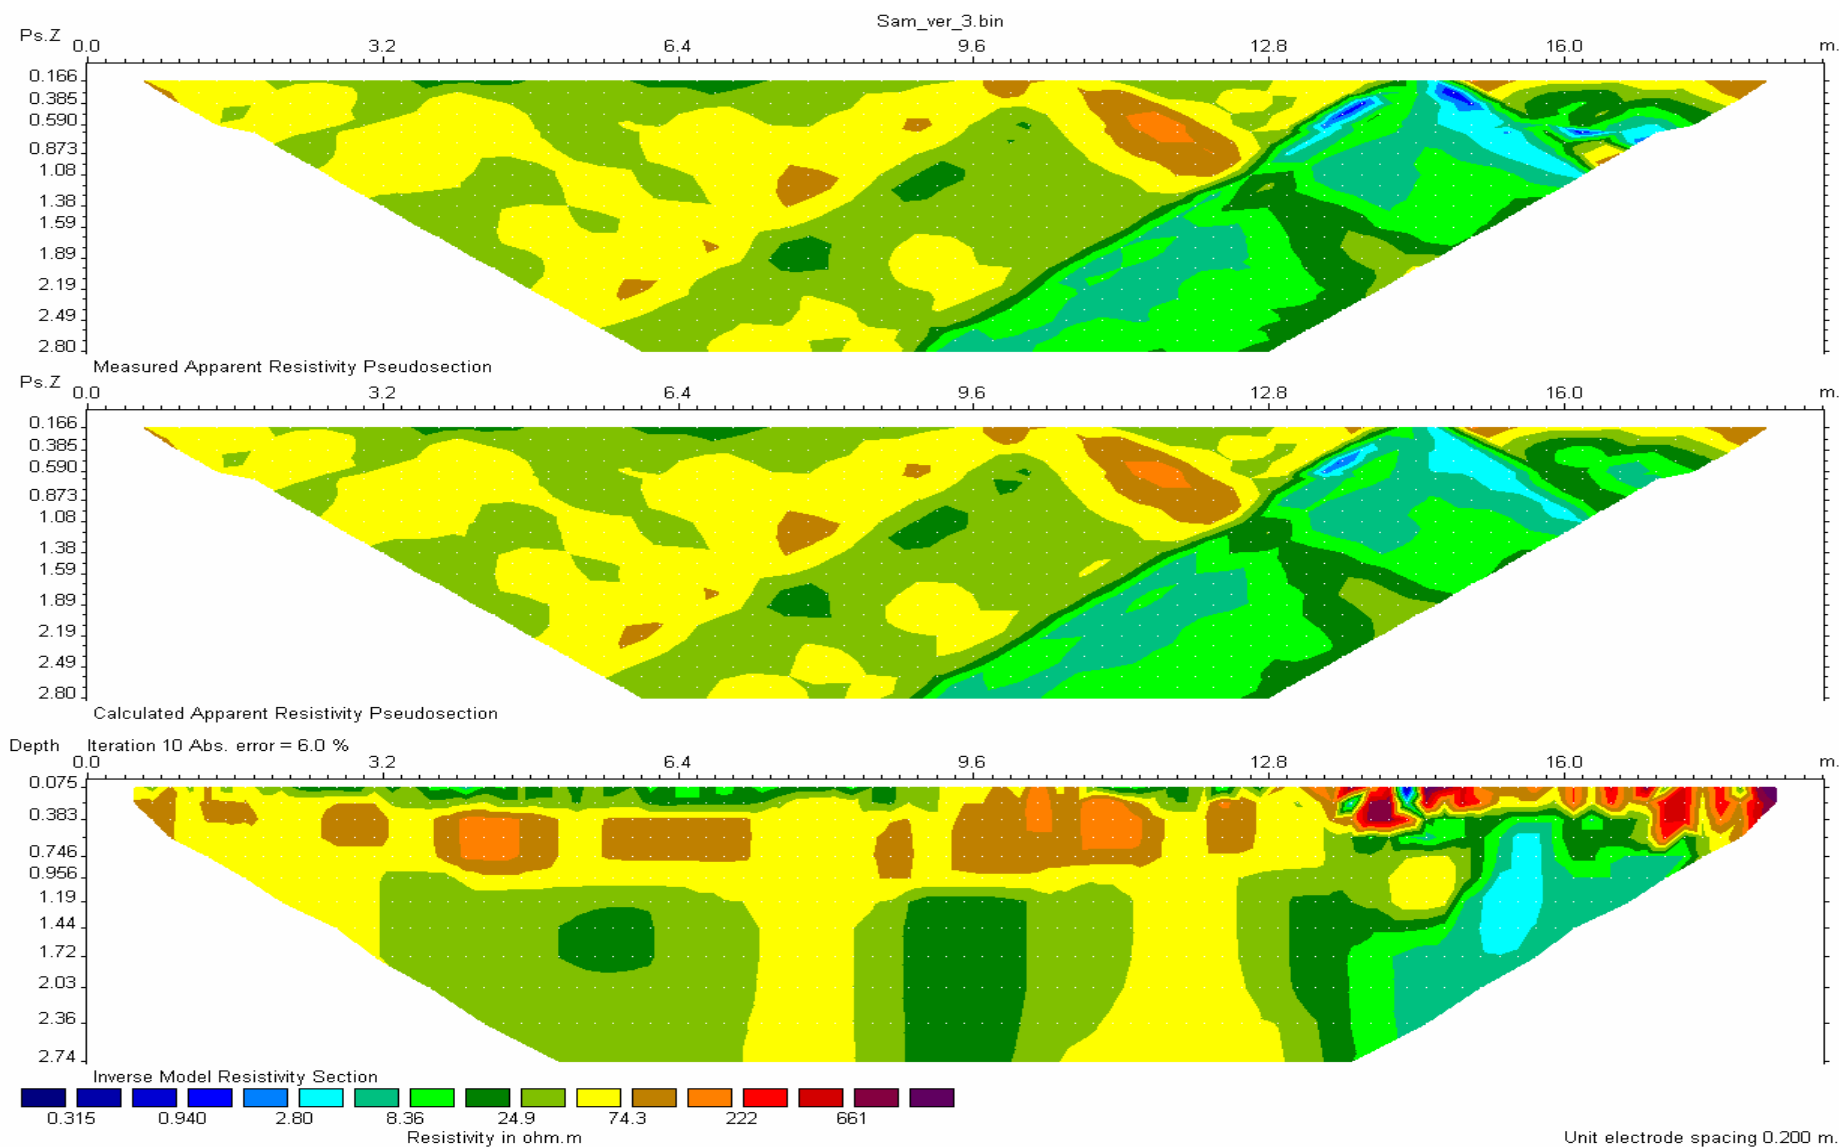 Sam_ver_3.bin
Ps.Z 0.0 3.2 6.4 9.6 12.8 16.0 m.
0.166
0.385
0.590
0.873
1.08
1.38
1.59
1.89
2.19
2.49
2.80
Measured Apparent Resistivity Pseudosection
Ps.Z 0.0 3.2 6.4 9.6 12.8 16.0 m.
0.166
0.385
0.590
0.873
1.08
1.38
1.59
1.89
2.19
2.49
2.80
Calculated Apparent Resistivity Pseudosection
Depth Iteration 10 Abs. error = 6.0 %
0.0 3.2 6.4 9.6 12.8 16.0 m.
0.075
0.383
0.746
0.956
1.19
1.44
1.72
2.03
2.36
2.74
Inverse Model Resistivity Section
0.315 0.940 2.80 8.36 24.9 74.3 222 661
Resistivity in ohm.m
Unit electrode spacing 0.200 m.